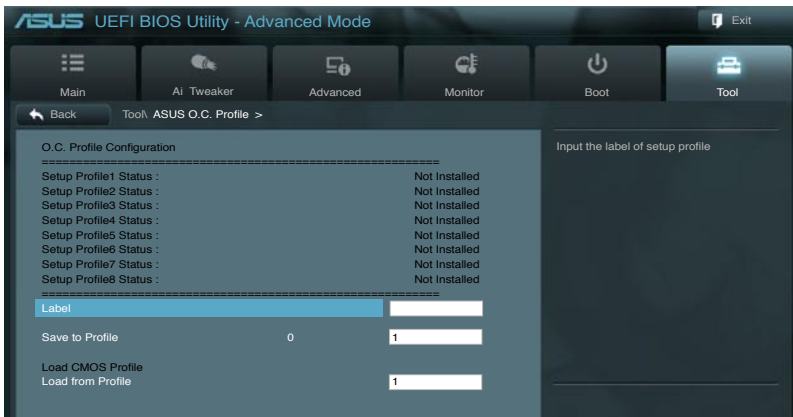 ASUS UEFI BIOS Utility - Advanced Mode
Exit
Main
Ai Tweaker
Advanced
Monitor
Boot
Tool
Back
Tool\ ASUS O.C. Profile >
O.C. Profile Configuration
Input the label of setup profile
============================================================
Setup Profile1 Status : Not Installed
Setup Profile2 Status : Not Installed
Setup Profile3 Status : Not Installed
Setup Profile4 Status : Not Installed
Setup Profile5 Status : Not Installed
Setup Profile6 Status : Not Installed
Setup Profile7 Status : Not Installed
Setup Profile8 Status : Not Installed
============================================================
Label
Save to Profile 0 1
Load CMOS Profile
Load from Profile 1